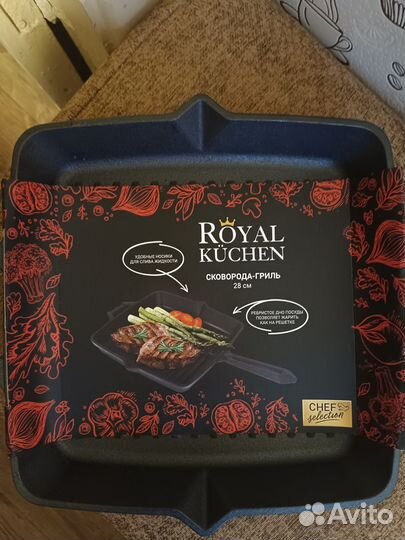 ROYAL
KÜCHEN
СКОВОРОДА-ГРИЛЬ
28 см
УДОБНЫЕ НОСИКИ
ДЛЯ СЛИВА ЖИДКОСТИ
РЕБРИСТОЕ ДНО ПОСУДЫ
ПОЗВОЛЯЕТ ЖАРИТЬ
КАК НА РЕШЕТКЕ
CHEF
selection
Avito